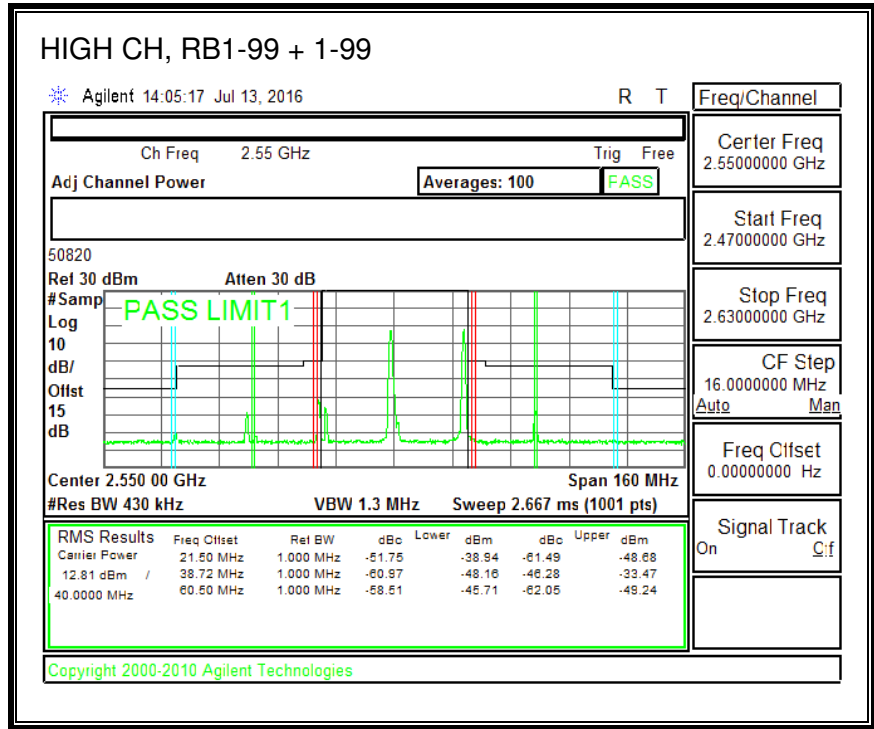 HIGH CH, RB1-99 + 1-99
Agilent 14:05:17 Jul 13, 2016 R T
Freq/Channel
Ch Freq 2.55 GHz Trig Free
Adj Channel Power Averages: 100 PASS
Center Freq
2.55000000 GHz
Start Freq
2.47000000 GHz
Stop Freq
2.63000000 GHz
CF Step
16.0000000 MHz
Auto Man
Freq Offset
0.00000000 Hz
Signal Track
On Off
50820
Ref 30 dBm Atten 30 dB
#Samp
Log
10
dB/
Offst
15
dB
PASS LIMIT1
Center 2.550 00 GHz Span 160 MHz
#Res BW 430 kHz VBW 1.3 MHz Sweep 2.667 ms (1001 pts)
RMS Results Freq Offset Ref BW dBc Lower dBm dBc Upper dBm
Carrier Power 21.50 MHz 1.000 MHz -51.75 -38.94 -61.49 -48.68
12.81 dBm / 38.72 MHz 1.000 MHz -60.97 -48.16 -46.28 -33.47
40.0000 MHz 60.50 MHz 1.000 MHz -58.51 -45.71 -62.05 -49.24
Copyright 2000-2010 Agilent Technologies